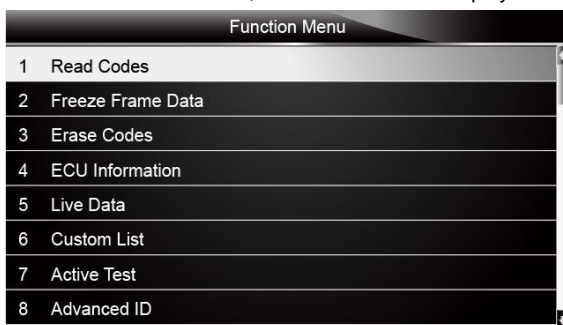 Function Menu
1 Read Codes
2 Freeze Frame Data
3 Erase Codes
4 ECU Information
5 Live Data
6 Custom List
7 Active Test
8 Advanced ID